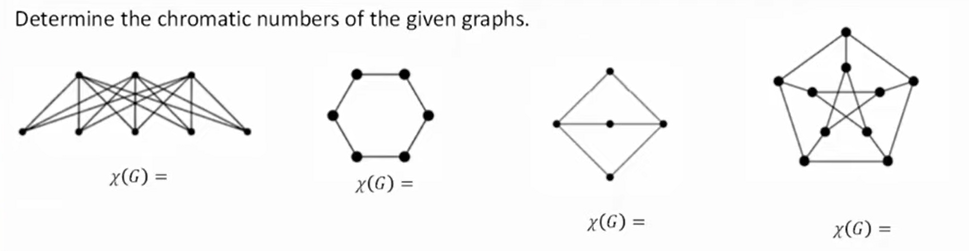 Determine the chromatic numbers of the given graphs.
χ(G) =
χ(G) =
χ(G) =
χ(G) =